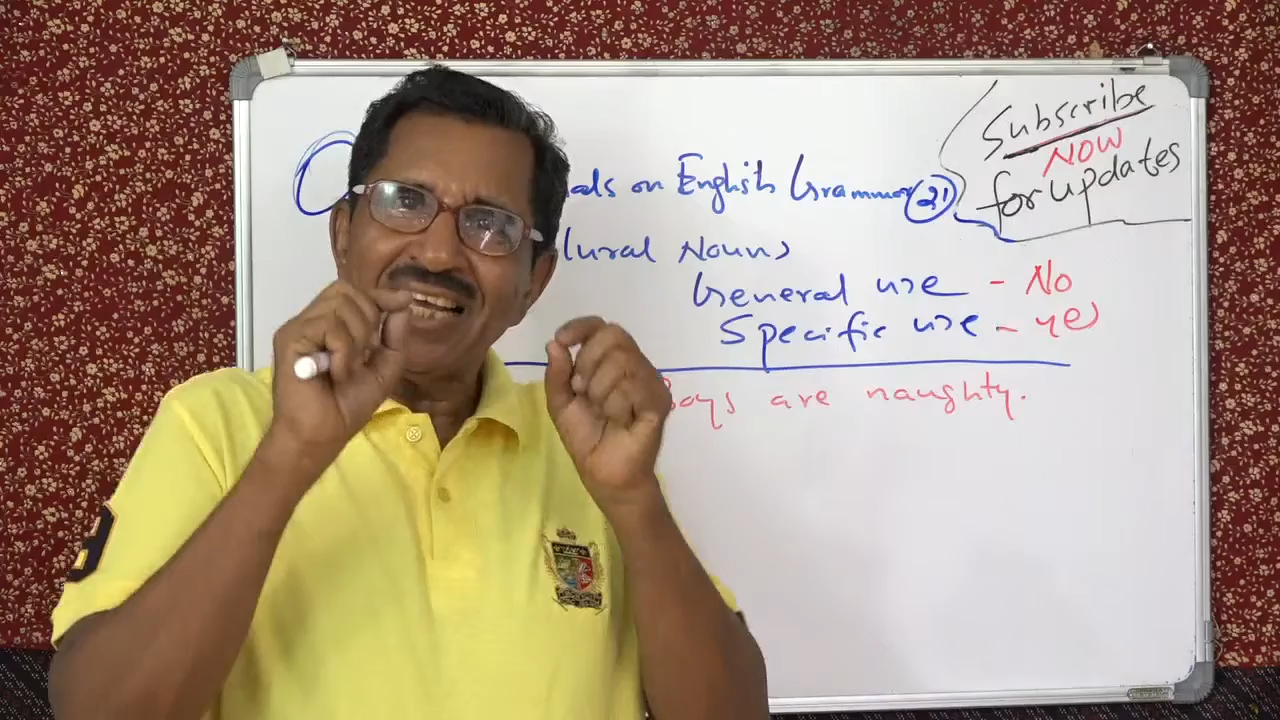 Subscribe
NOW
for updates
als on English Grammar 21
lural Nouns
General use - No
Specific use - yes
Boys are naughty.